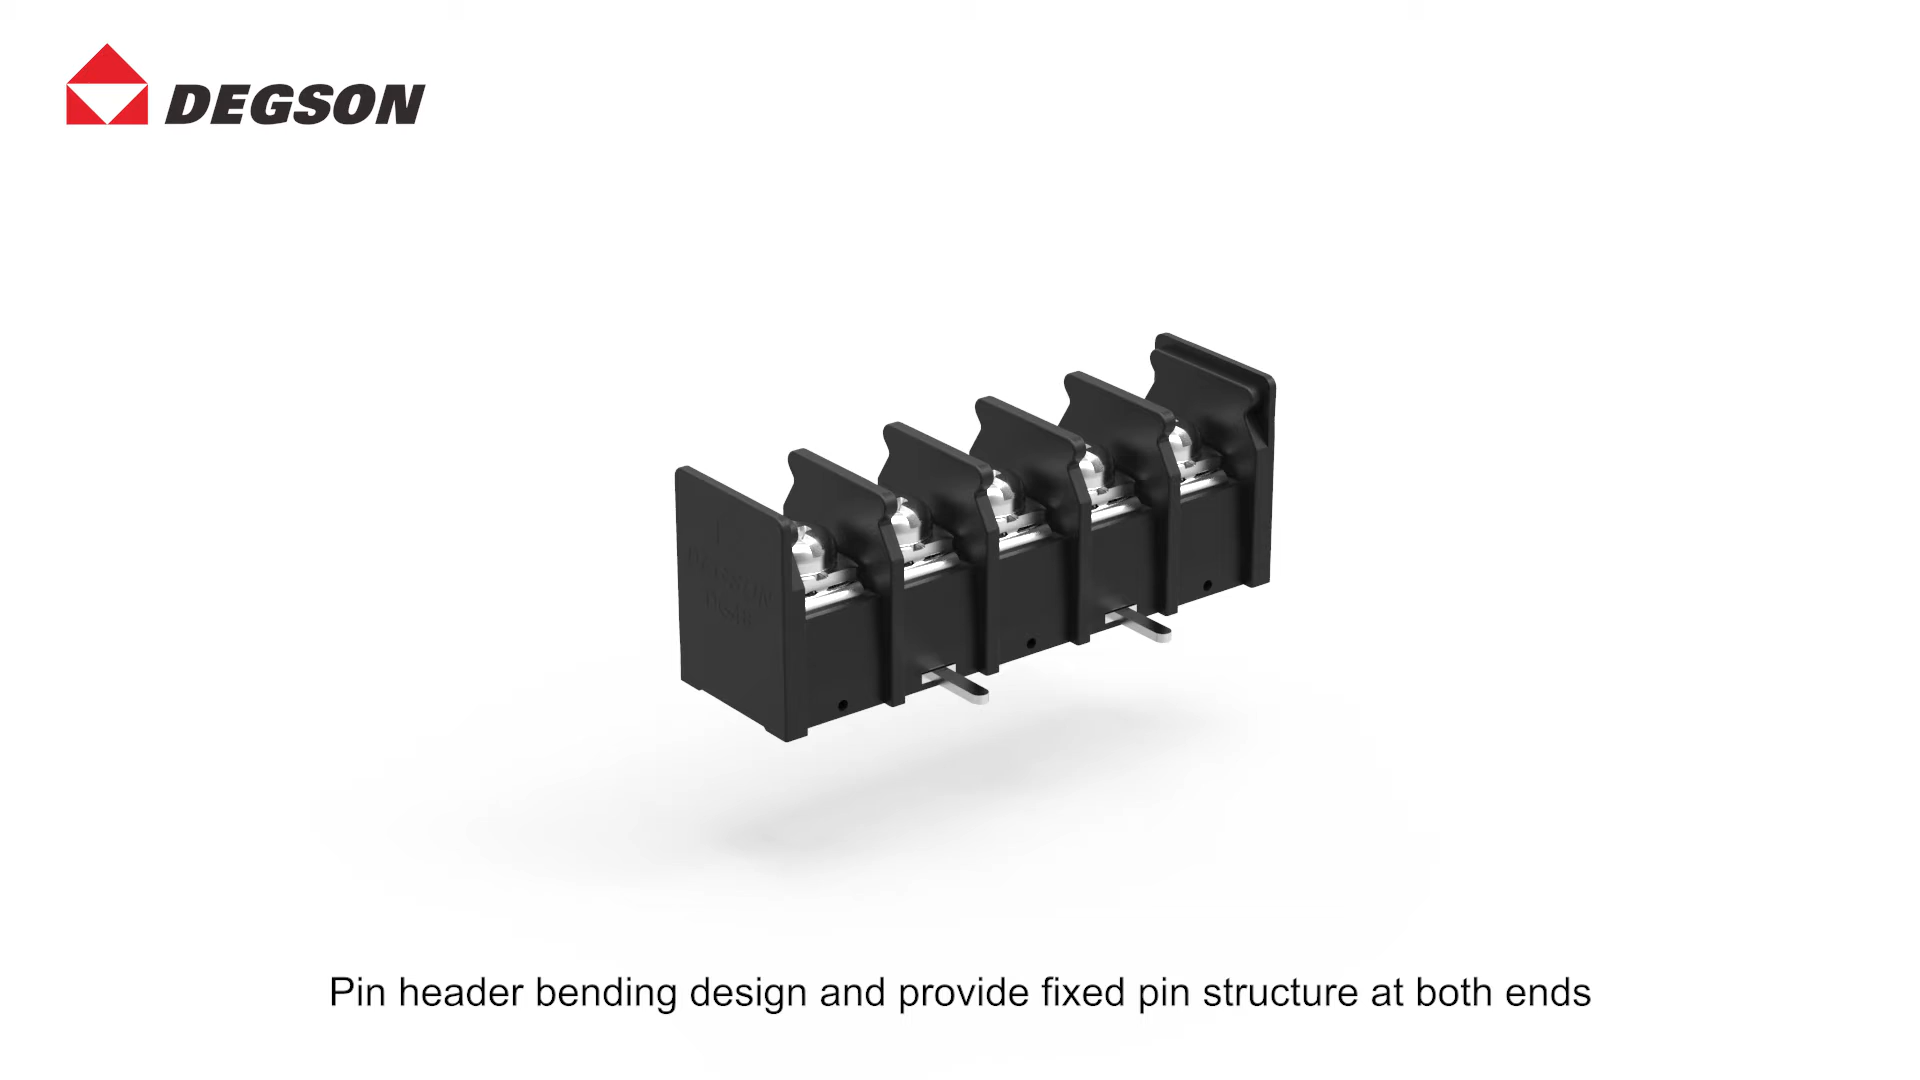 DEGSON
Pin header bending design and provide fixed pin structure at both ends